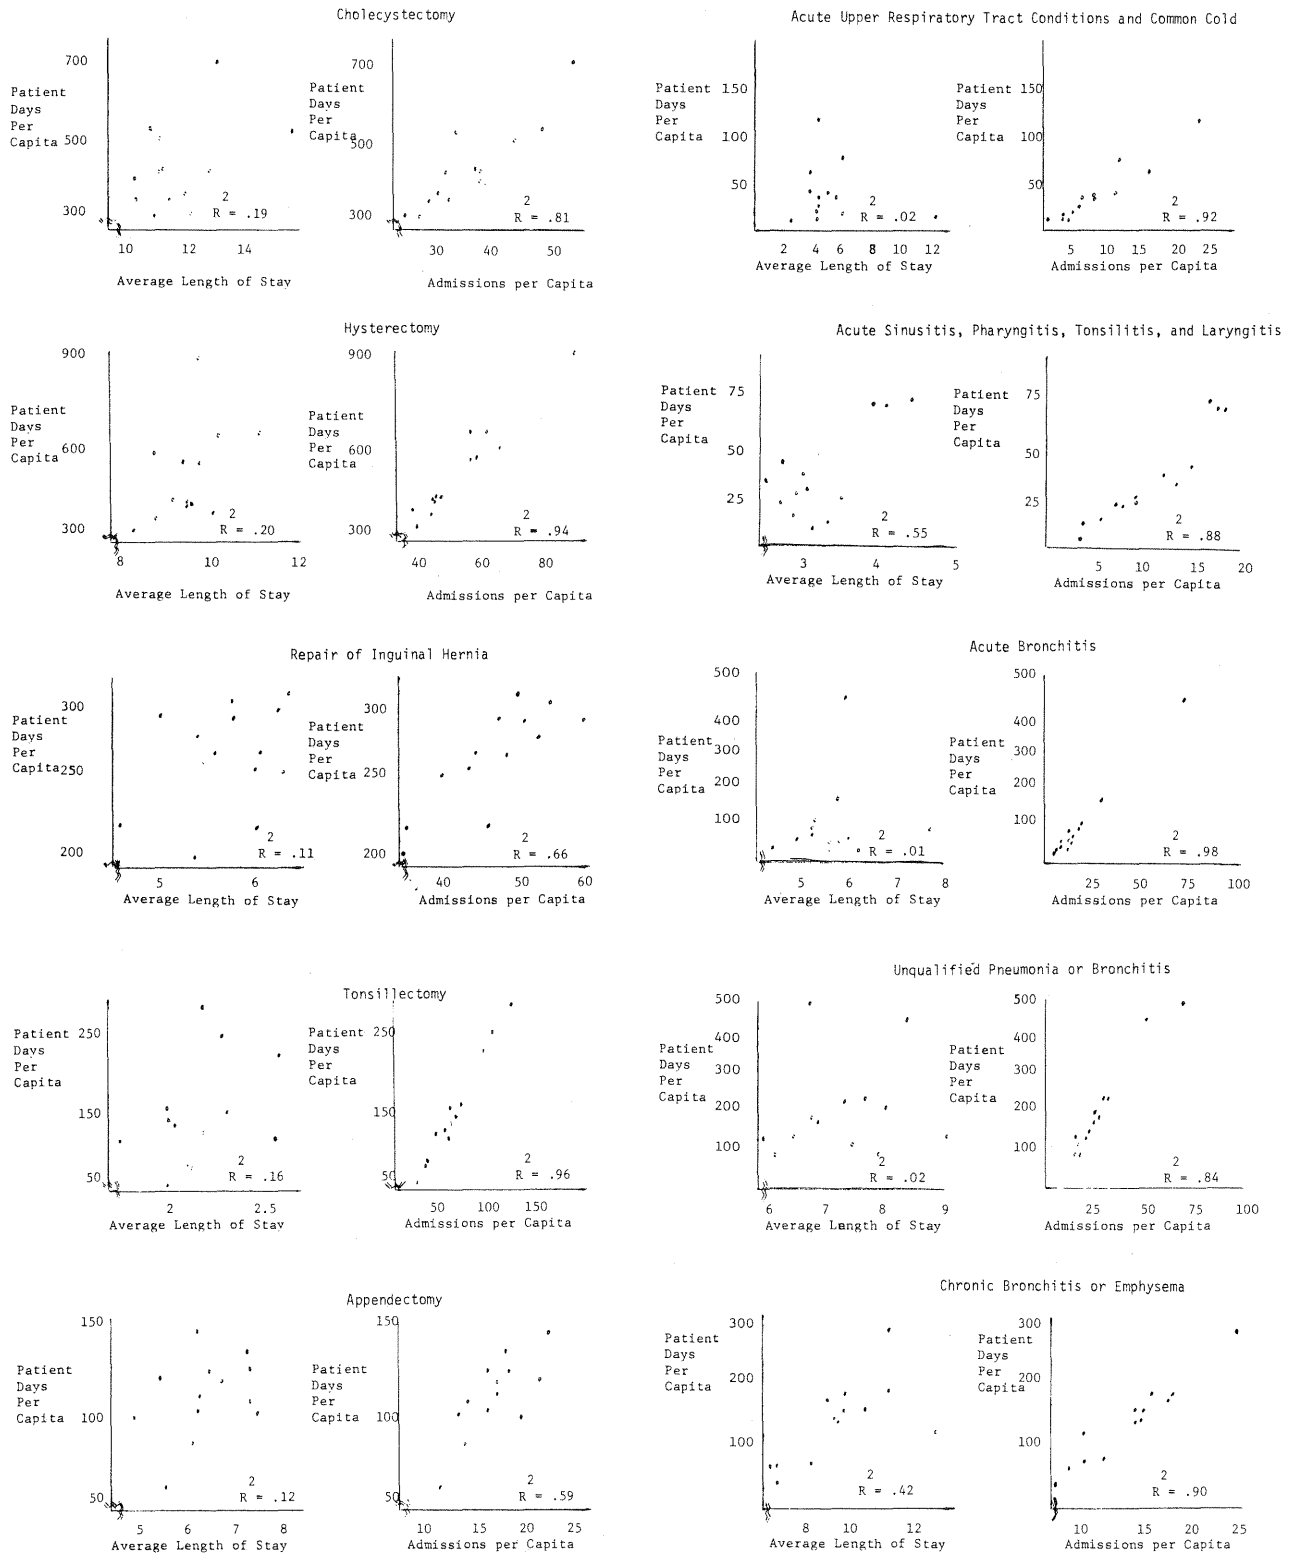 Cholecystectomy
700
Patient
Days
Per
Capita 500
300
2
R = .19
10 12 14
Average Length of Stay
700
Patient
Days
Per
Capita
500
300
2
R = .81
30 40 50
Admissions per Capita
Acute Upper Respiratory Tract Conditions and Common Cold
Patient 150
Days
Per
Capita 100
50
2
R = .02
2 4 6 8 10 12
Average Length of Stay
Patient 150
Days
Per
Capita 100
50
2
R = .92
5 10 15 20 25
Admissions per Capita
Hysterectomy
900
Patient
Days
Per
Capita 600
300
2
R = .20
8 10 12
Average Length of Stay
900
Patient
Days
Per 600
Capita
300
2
R = .94
40 60 80
Admissions per Capita
Acute Sinusitis, Pharyngitis, Tonsilitis, and Laryngitis
Patient 75
Days
Per
Capita
50
25
2
R = .55
3 4 5
Average Length of Stay
Patient 75
Days
Per
Capita
50
25
2
R = .88
5 10 15 20
Admissions per Capita
Repair of Inguinal Hernia
300
Patient
Days
Per
Capita 250
200
2
R = .11
5 6
Average Length of Stay
300
Patient
Days
Per
Capita 250
200
2
R = .66
40 50 60
Admissions per Capita
Acute Bronchitis
500
400
Patient
Days 300
Per
Capita 200
100
2
R = .01
5 6 7 8
Average Length of Stay
500
400
Patient
Days 300
Per
Capita 200
100
2
R = .98
25 50 75 100
Admissions per Capita
Tonsillectomy
Patient 250
Days
Per
Capita
150
50
2
R = .16
2 2.5
Average Length of Stay
Patient 250
Days
Per
Capita
150
50
2
R = .96
50 100 150
Admissions per Capita
Unqualified Pneumonia or Bronchitis
500
400
Patient
Days 300
Per
Capita 200
100
2
R = .02
6 7 8 9
Average Length of Stay
500
400
Patient
Days 300
Per
Capita 200
100
2
R = .84
25 50 75 100
Admissions per Capita
Appendectomy
150
Patient
Days
Per
Capita 100
50
2
R = .12
5 6 7 8
Average Length of Stay
150
Patient
Days
Per
Capita 100
50
2
R = .59
10 15 20 25
Admissions per Capita
Chronic Bronchitis or Emphysema
300
Patient
Days
Per
Capita 200
100
2
R = .42
8 10 12
Average Length of Stay
300
Patient
Days
Per 200
Capita
100
2
R = .90
10 15 20 25
Admissions per Capita